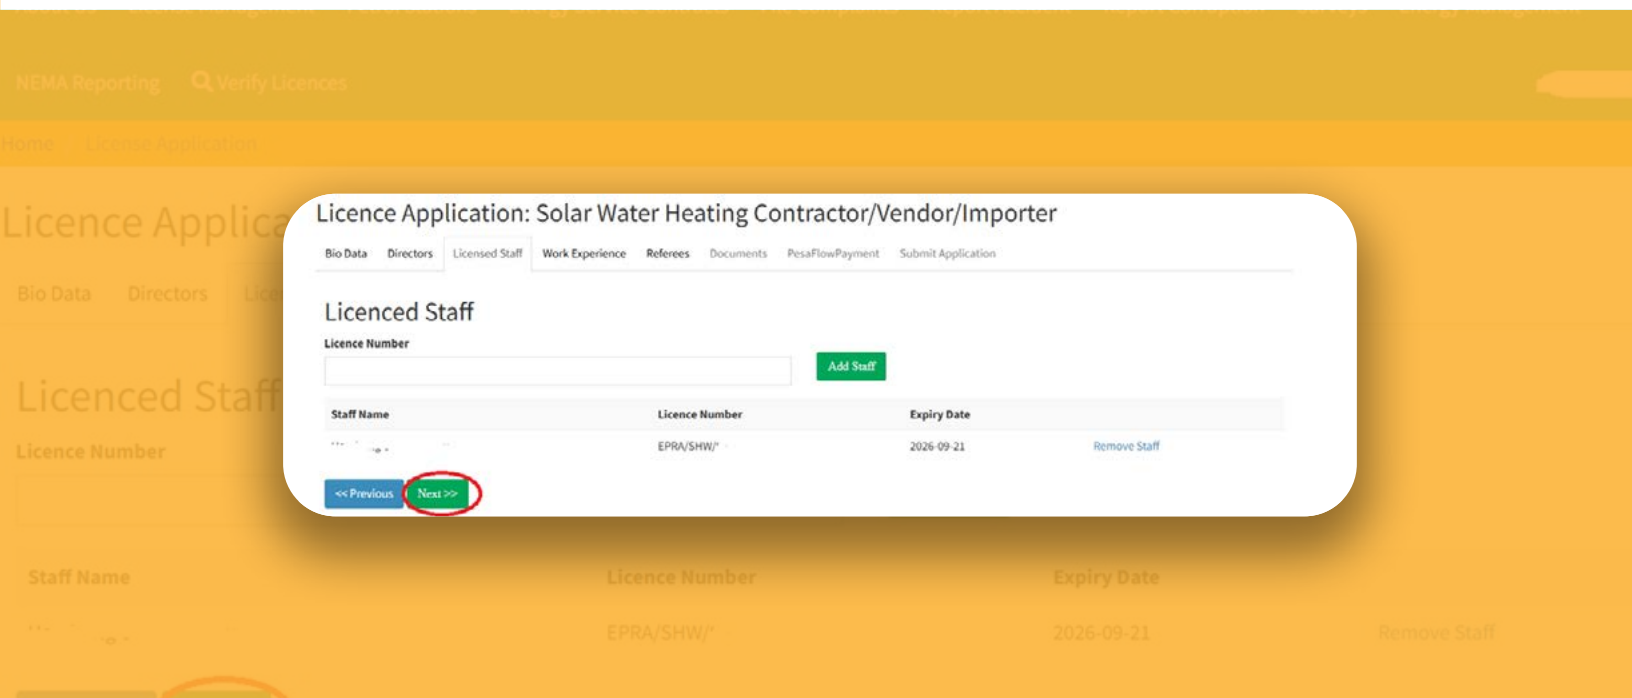 NEMA Reporting Verify Licences
Home License Application
Licence Applica
Bio Data Directors Licen
Licenced Staff
Licence Number
Staff Name Licence Number Expiry Date
EPRA/SHW/' 2026-09-21 Remove Staff
Licence Application: Solar Water Heating Contractor/Vendor/Importer
Bio Data Directors Licensed Staff Work Experience Referees Documents PesaFlowPayment Submit Application
Licenced Staff
Licence Number
Add Staff
Staff Name Licence Number Expiry Date
EPRA/SHW/" 2026-09-21 Remove Staff
<< Previous Next >>